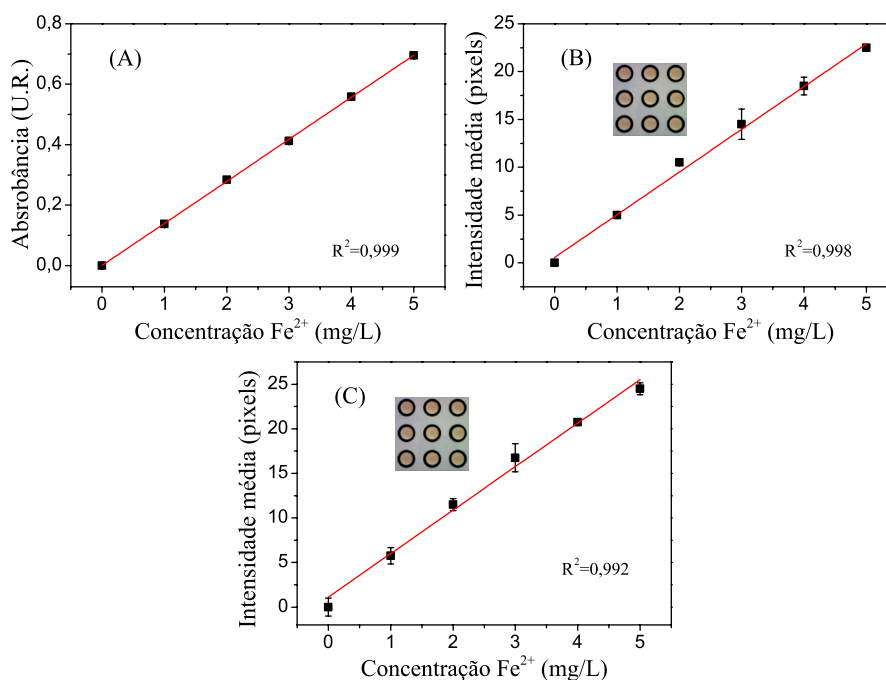 (A)
Absrobância (U.R.)
0,8
0,6
0,4
0,2
0,0
0 1 2 3 4 5
R²=0,999
Concentração Fe²⁺ (mg/L)
(B)
Intensidade média (pixels)
25
20
15
10
5
0
0 1 2 3 4 5
R²=0,998
Concentração Fe²⁺ (mg/L)
(C)
Intensidade média (pixels)
25
20
15
10
5
0
0 1 2 3 4 5
R²=0,992
Concentração Fe²⁺ (mg/L)